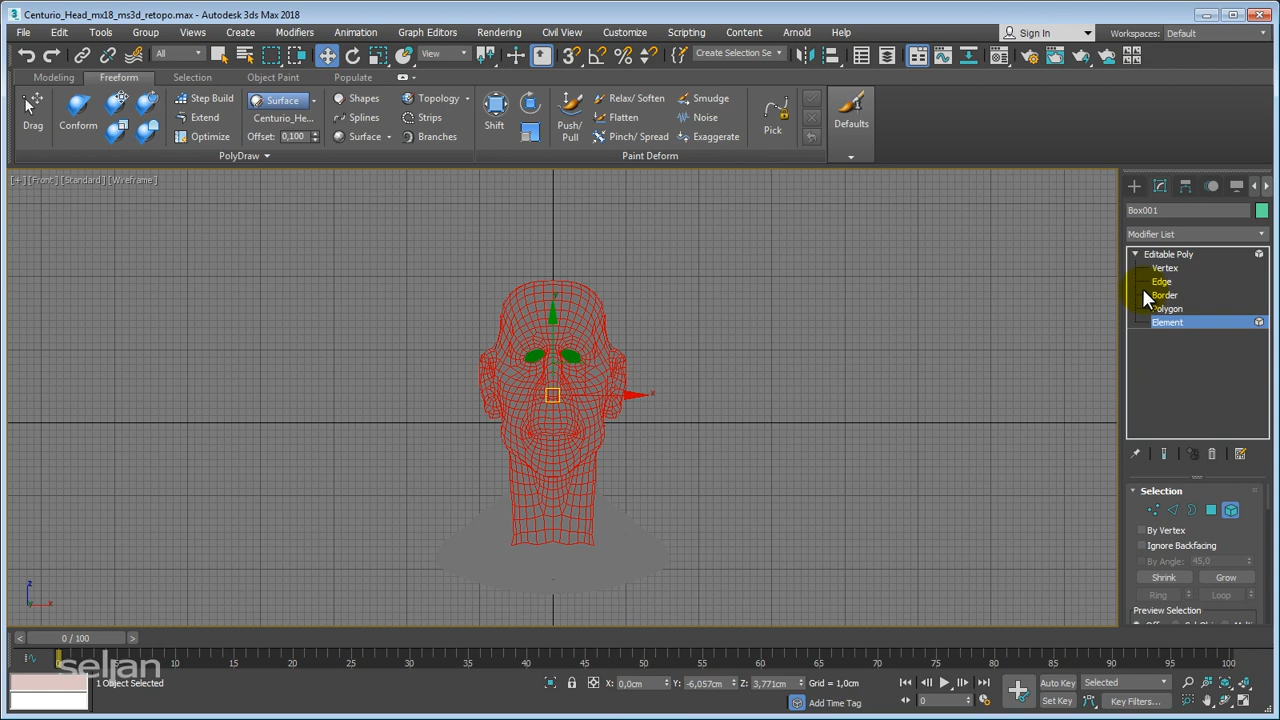 Centurio_Head_mx18_ms3d_retopo.max - Autodesk 3ds Max 2018
File Edit Tools Group Views Create Modifiers Animation Graph Editors Rendering Civil View Customize Scripting Content Arnold Help Sign In Workspaces: Default
All View Create Selection Se
Modeling Freeform Selection Object Paint Populate
Drag Conform Step Build Surface Shapes Topology Shift Push/ Pull Relax/ Soften Smudge Pick Defaults
Extend Centurio_He... Splines Strips Flatten Noise
Optimize Offset: 0,100 Surface Branches Pinch/ Spread Exaggerate
PolyDraw Paint Deform
[+] [Front] [Standard] [Wireframe]
Box001
Modifier List
Editable Poly
Vertex
Edge
Border
Polygon
Element
y
x
Selection
By Vertex
Ignore Backfacing
By Angle: 45,0
Shrink Grow
Ring Loop
Preview Selection
z
y x
0 / 100
0 5 10 15 20 25 30 35 40 45 50 55 60 65 70 75 80 85 90 95 100
selian
1 Object Selected X: 0,0cm Y: -6,057cm Z: 3,771cm Grid = 1,0cm Auto Key Selected
Add Time Tag 0 Set Key Key Filters...